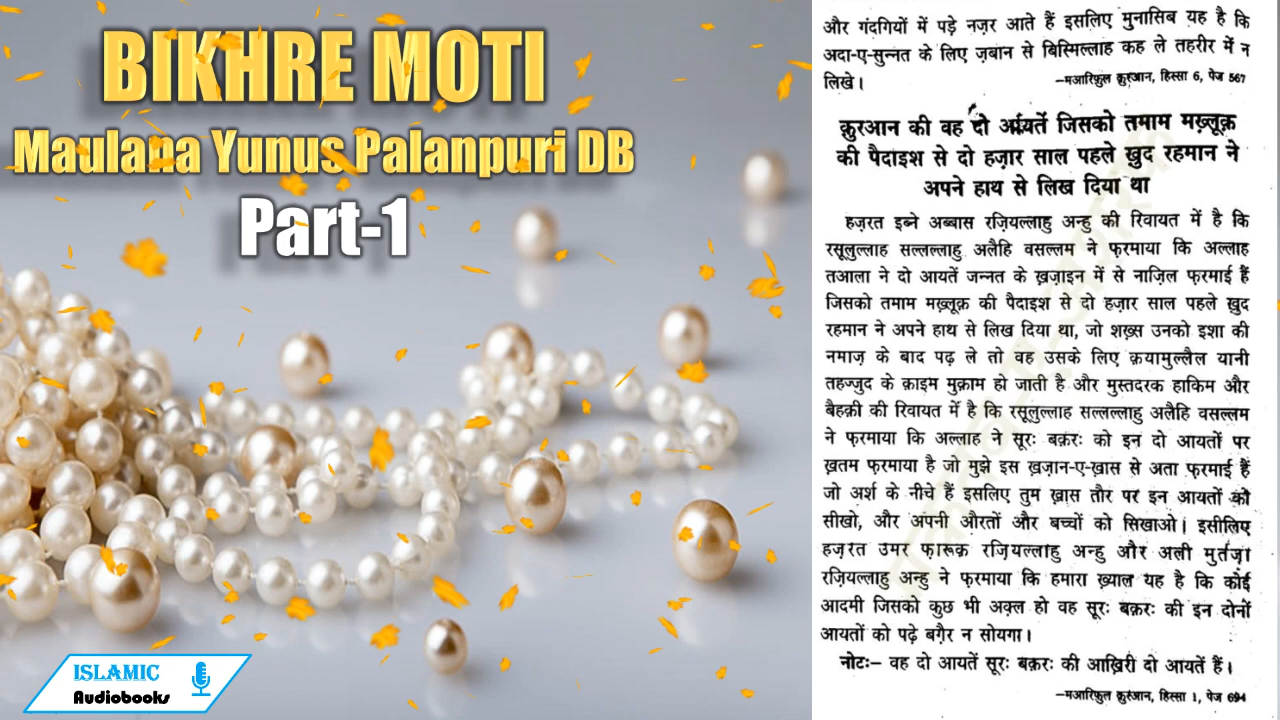 BIKHRE MOTI
Maulana Yunus Palanpuri DB
Part-1
ISLAMIC
Audiobooks
और गंदगियों में पड़े नज़र आते हैं इसलिए मुनासिब यह है कि
अदा-ए-सुन्नत के लिए ज़बान से बिस्मिल्लाह कह ले तहरीर में न
लिखे।
–मआरिफ़ुल क़ुरआन, हिस्सा 6, पेज 567
क़ुरआन की वह दो आयतें जिसको तमाम मख़्लूक़
की पैदाइश से दो हज़ार साल पहले ख़ुद रहमान ने
अपने हाथ से लिख दिया था
हज़रत इब्ने अब्बास रज़ियल्लाहु अन्हु की रिवायत में है कि
रसूलुल्लाह सल्लल्लाहु अलैहि वसल्लम ने फ़रमाया कि अल्लाह
तआला ने दो आयतें जन्नत के ख़ज़ाइन में से नाज़िल फ़रमाई हैं
जिसको तमाम मख़्लूक़ की पैदाइश से दो हज़ार साल पहले ख़ुद
रहमान ने अपने हाथ से लिख दिया था, जो शख़्स उनको इशा की
नमाज़ के बाद पढ़ ले तो वह उसके लिए क़यामुल्लैल यानी
तहज्जुद के क़ाइम मुक़ाम हो जाती है और मुस्तदरक हाकिम और
बैहक़ी की रिवायत में है कि रसूलुल्लाह सल्लल्लाहु अलैहि वसल्लम
ने फ़रमाया कि अल्लाह ने सूरः बक़रः को इन दो आयतों पर
ख़तम फ़रमाया है जो मुझे इस ख़ज़ान-ए-ख़ास से अता फ़रमाई हैं
जो अर्श के नीचे हैं इसलिए तुम ख़ास तौर पर इन आयतों को
सीखो, और अपनी औरतों और बच्चों को सिखाओ। इसीलिए
हज़रत उमर फ़ारूक़ रज़ियल्लाहु अन्हु और अली मुर्तज़ा
रज़ियल्लाहु अन्हु ने फ़रमाया कि हमारा ख़्याल यह है कि कोई
आदमी जिसको कुछ भी अक़्ल हो वह सूरः बक़रः की इन दोनों
आयतों को पढ़े बग़ैर न सोयगा।
नोटः– वह दो आयतें सूरः बक़रः की आख़िरी दो आयतें हैं।
–मआरिफ़ुल क़ुरआन, हिस्सा 1, पेज 694